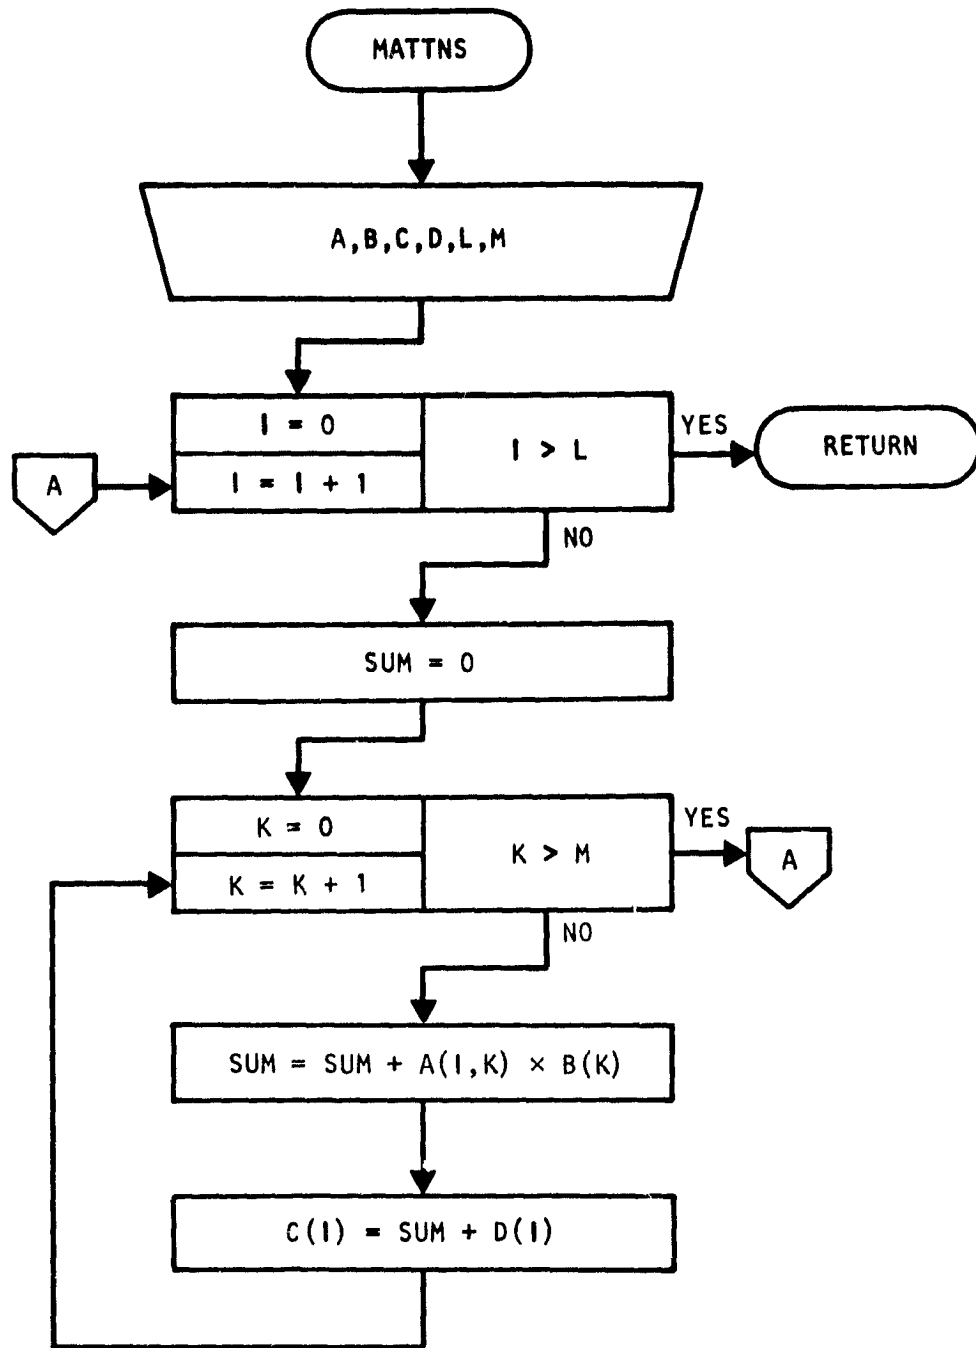 MATTNS
A,B,C,D,L,M
I = 0
I > L
YES
RETURN
A
I = I + 1
NO
SUM = 0
K = 0
K > M
YES
A
K = K + 1
NO
SUM = SUM + A(I,K) × B(K)
C(I) = SUM + D(I)